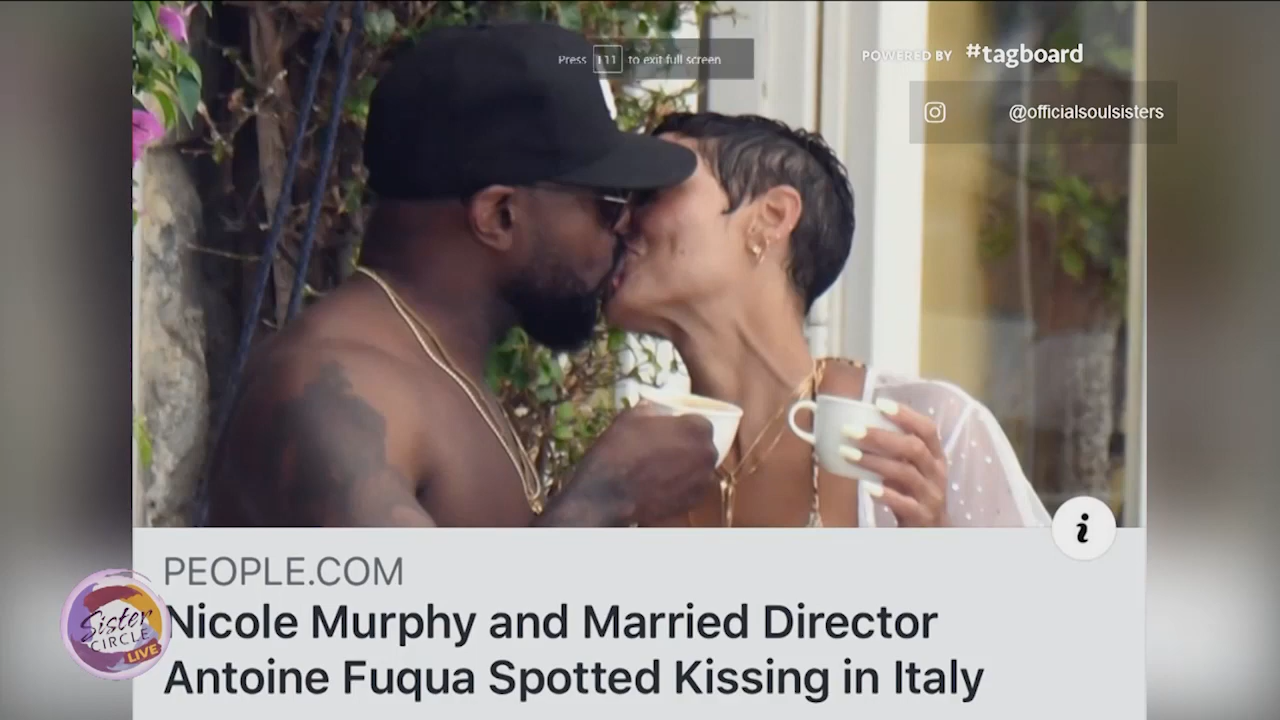 Press F11 to exit full screen
POWERED BY #tagboard
@officialsoulsisters
i
PEOPLE.COM
Nicole Murphy and Married Director
Antoine Fuqua Spotted Kissing in Italy
Sister
CIRCLE
LIVE